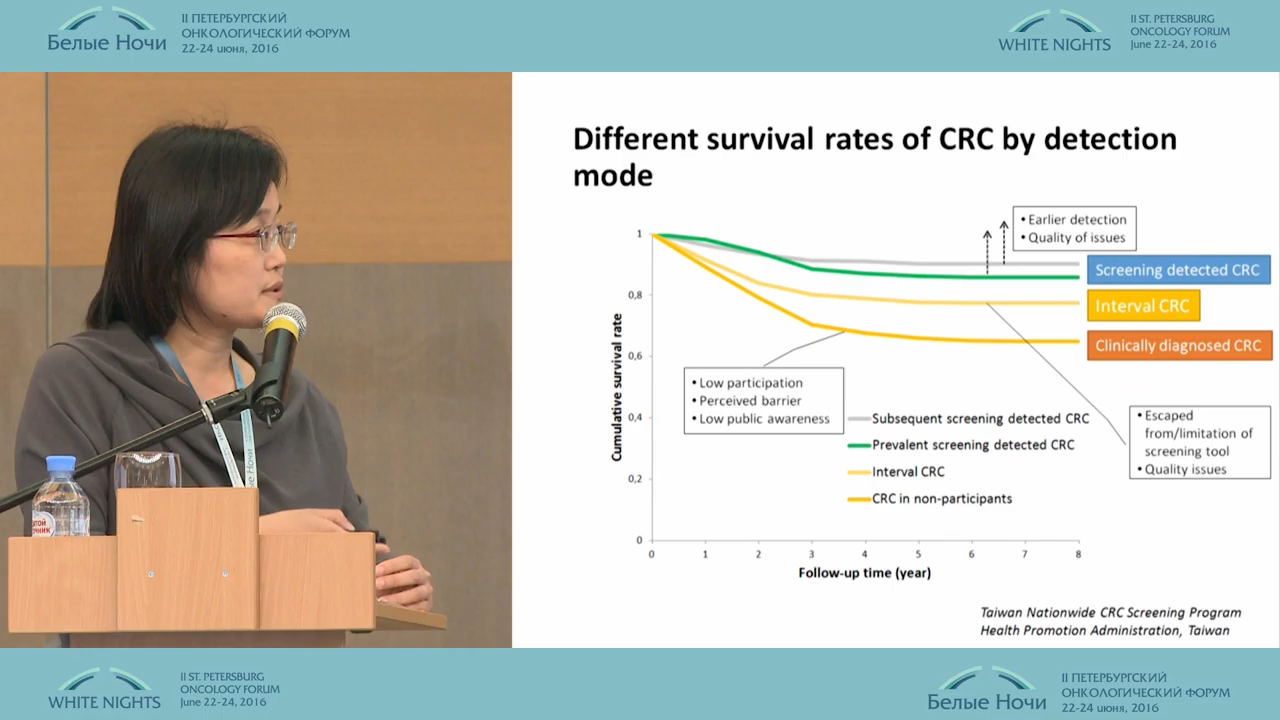 Белые Ночи
II ПЕТЕРБУРГСКИЙ
ОНКОЛОГИЧЕСКИЙ ФОРУМ
22-24 июня, 2016
WHITE NIGHTS
II ST. PETERSBURG
ONCOLOGY FORUM
June 22-24, 2016
Different survival rates of CRC by detection
mode
• Earlier detection
• Quality of issues
Screening detected CRC
Interval CRC
Clinically diagnosed CRC
Cumulative survival rate
1
0,8
0,6
0,4
0,2
0
• Low participation
• Perceived barrier
• Low public awareness
Subsequent screening detected CRC
Prevalent screening detected CRC
Interval CRC
CRC in non-participants
• Escaped
from/limitation of
screening tool
• Quality issues
0 1 2 3 4 5 6 7 8
Follow-up time (year)
Taiwan Nationwide CRC Screening Program
Health Promotion Administration, Taiwan
WHITE NIGHTS
II ST. PETERSBURG
ONCOLOGY FORUM
June 22-24, 2016
Белые Ночи
II ПЕТЕРБУРГСКИЙ
ОНКОЛОГИЧЕСКИЙ ФОРУМ
22-24 июня, 2016